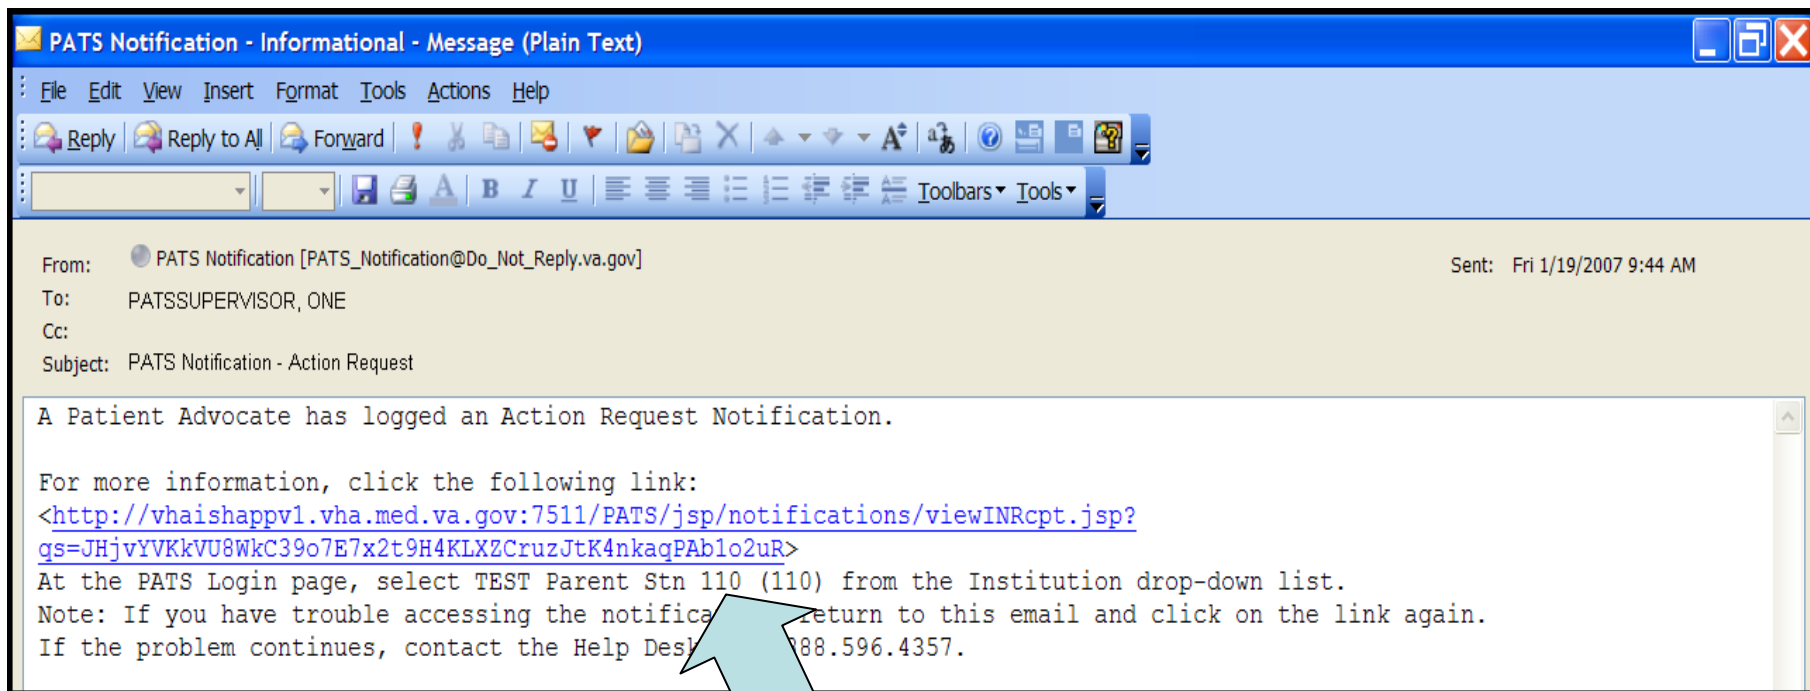 PATS Notification - Informational - Message (Plain Text)
File Edit View Insert Format Tools Actions Help
Reply Reply to All Forward
B I U Toolbars Tools
From: PATS Notification [PATS_Notification@Do_Not_Reply.va.gov] Sent: Fri 1/19/2007 9:44 AM
To: PATSSUPERVISOR, ONE
Cc:
Subject: PATS Notification - Action Request
A Patient Advocate has logged an Action Request Notification.
For more information, click the following link:
<http://vhaishappv1.vha.med.va.gov:7511/PATS/jsp/notifications/viewINRcpt.jsp?
qs=JHjvYVKkVU8WkC39o7E7x2t9H4KLXZCruzJtK4nkaqPAb1o2uR>
At the PATS Login page, select TEST Parent Stn 110 (110) from the Institution drop-down list.
Note: If you have trouble accessing the notifica return to this email and click on the link again.
If the problem continues, contact the Help Des 88.596.4357.